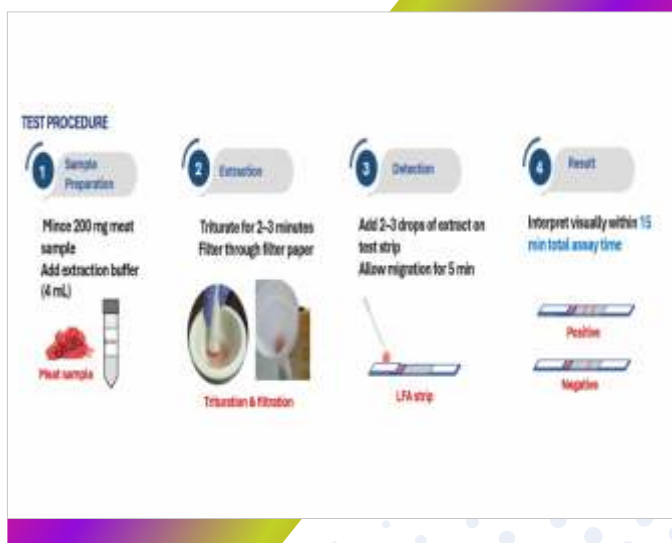 TEST PROCEDURE
1
Sample
Preparation
Mince 200 mg meat
sample
Add extraction buffer
(4 mL)
Meat sample
2
Extraction
Triturate for 2–3 minutes
Filter through filter paper
Trituration & filtration
3
Detection
Add 2–3 drops of extract on
test strip
Allow migration for 5 min
LFA strip
4
Result
Interpret visually within 15
min total assay time
Positive
Negative